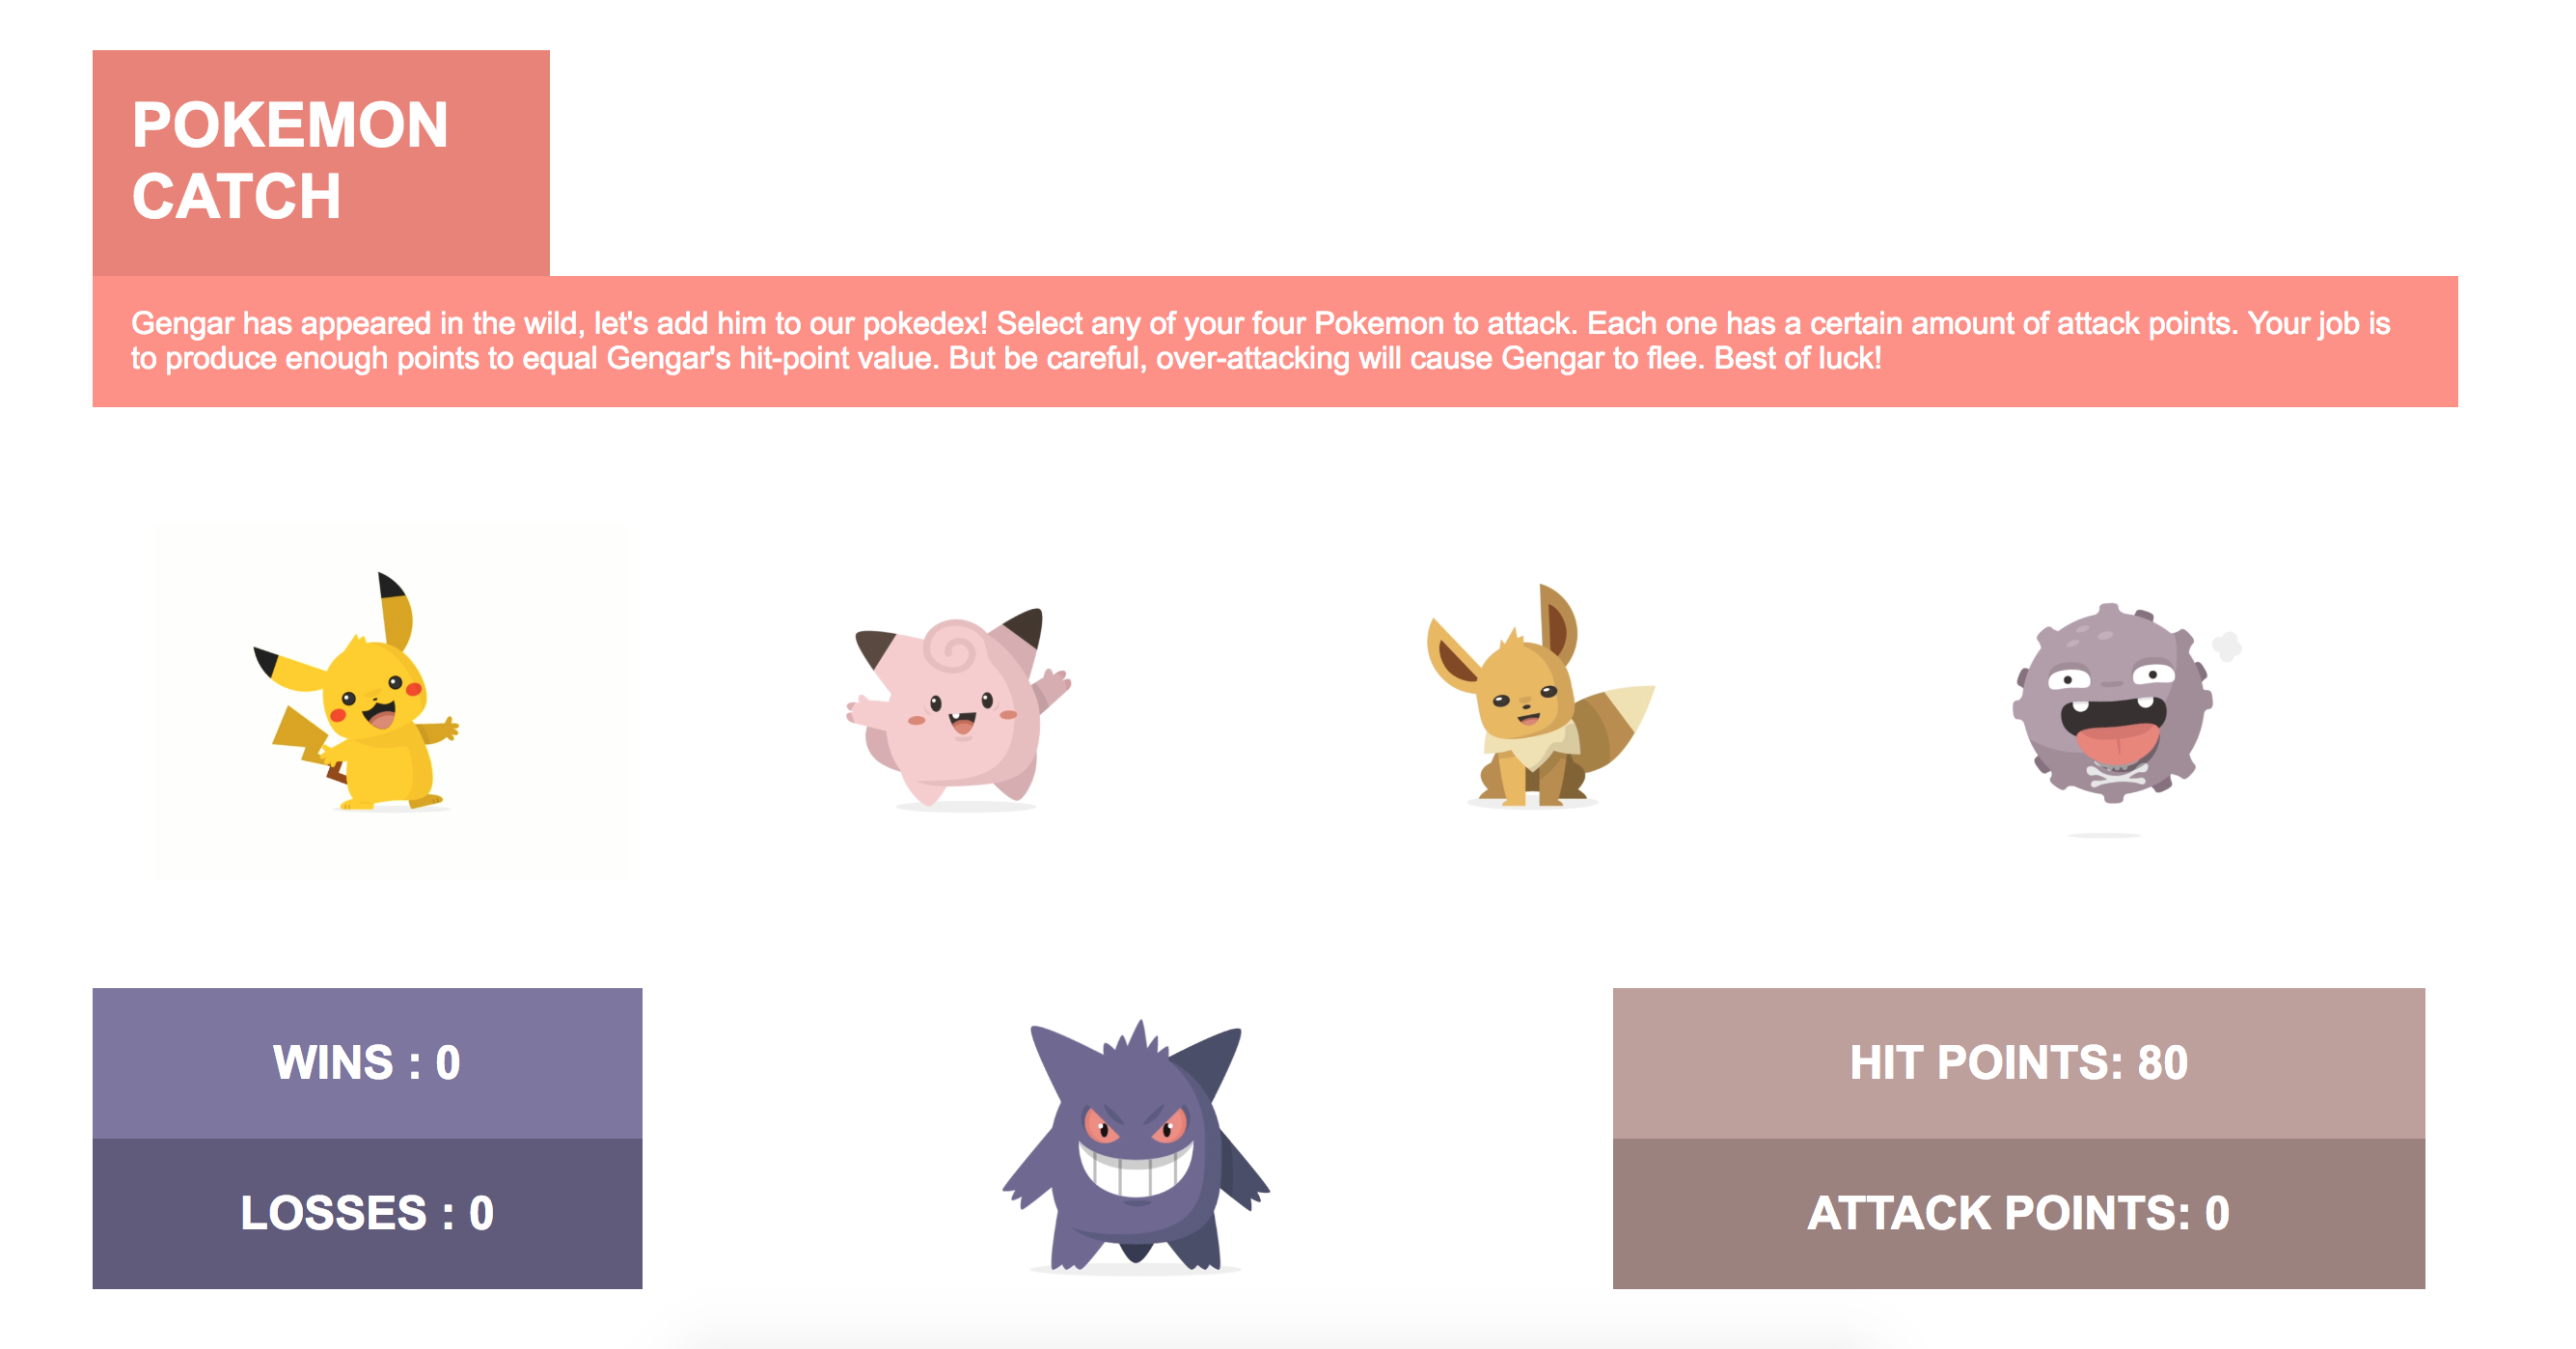 POKEMON
CATCH
Gengar has appeared in the wild, let's add him to our pokedex! Select any of your four Pokemon to attack. Each one has a certain amount of attack points. Your job is
to produce enough points to equal Gengar's hit-point value. But be careful, over-attacking will cause Gengar to flee. Best of luck!
WINS : 0
LOSSES : 0
HIT POINTS: 80
ATTACK POINTS: 0